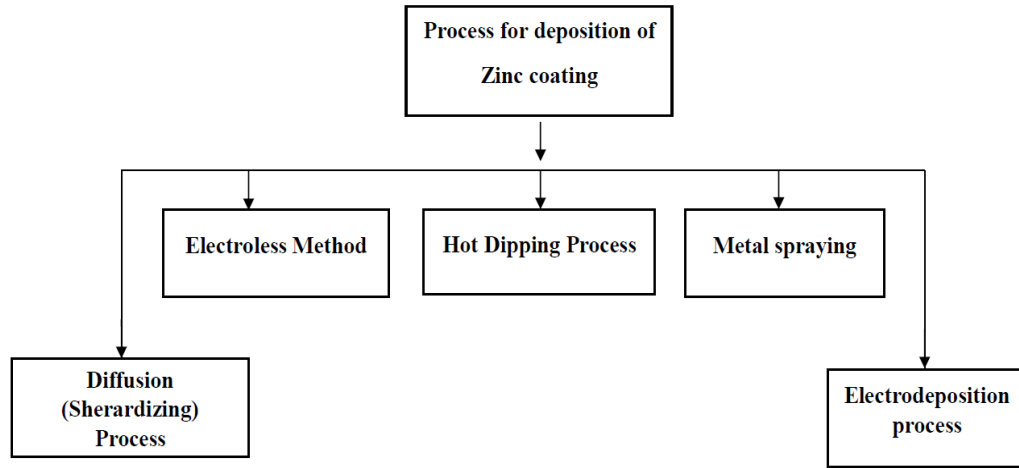 Process for deposition of
Zinc coating
Electroless Method
Hot Dipping Process
Metal spraying
Diffusion
(Sherardizing)
Process
Electrodeposition
process